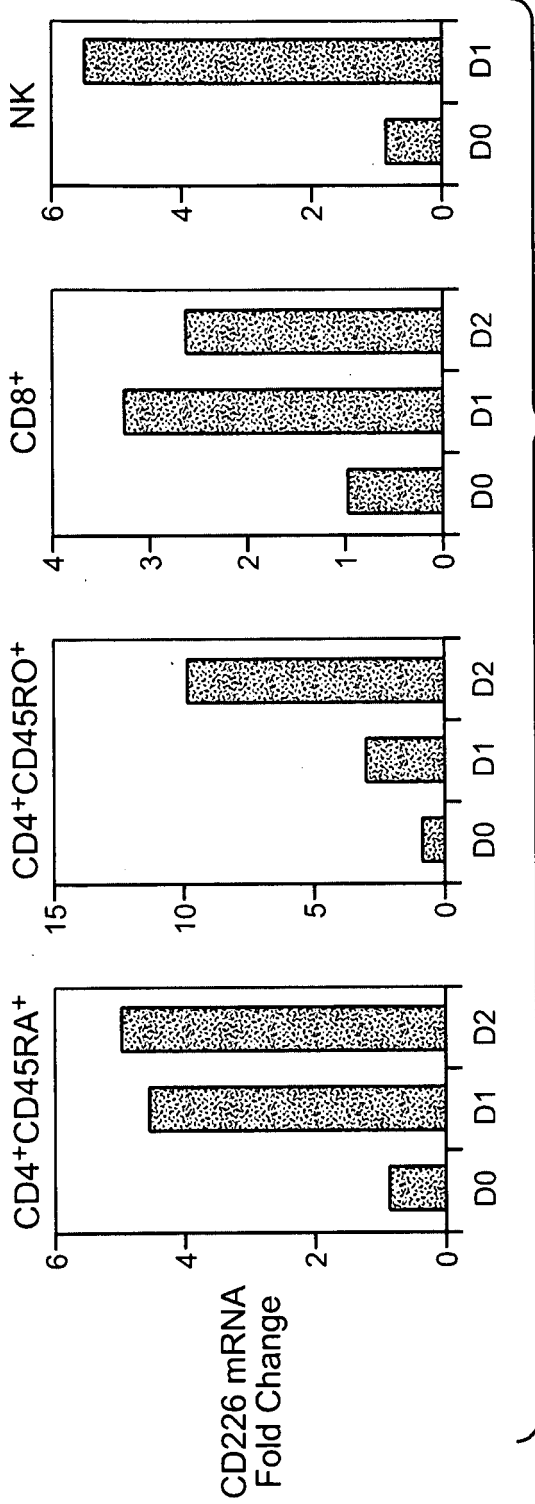 CD226 mRNA
Fold Change
CD4+CD45RA+
6
4
2
0
D0 D1 D2
CD4+CD45RO+
15
10
5
0
D0 D1 D2
CD8+
4
3
2
1
0
D0 D1 D2
NK
6
4
2
0
D0 D1